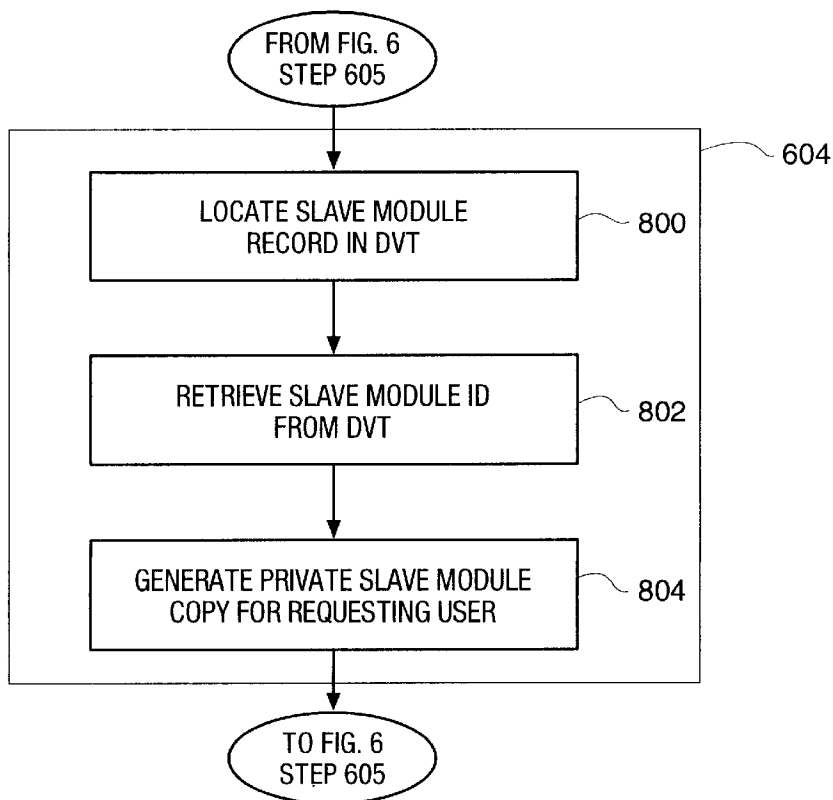 FROM FIG. 6
STEP 605
604
LOCATE SLAVE MODULE
RECORD IN DVT
800
RETRIEVE SLAVE MODULE ID
FROM DVT
802
GENERATE PRIVATE SLAVE MODULE
COPY FOR REQUESTING USER
804
TO FIG. 6
STEP 605